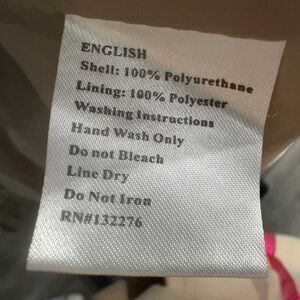 ENGLISH
Shell: 100% Polyurethane
Lining: 100% Polyester
Washing Instructions
Hand Wash Only
Do not Bleach
Line Dry
Do Not Iron
RN#132276